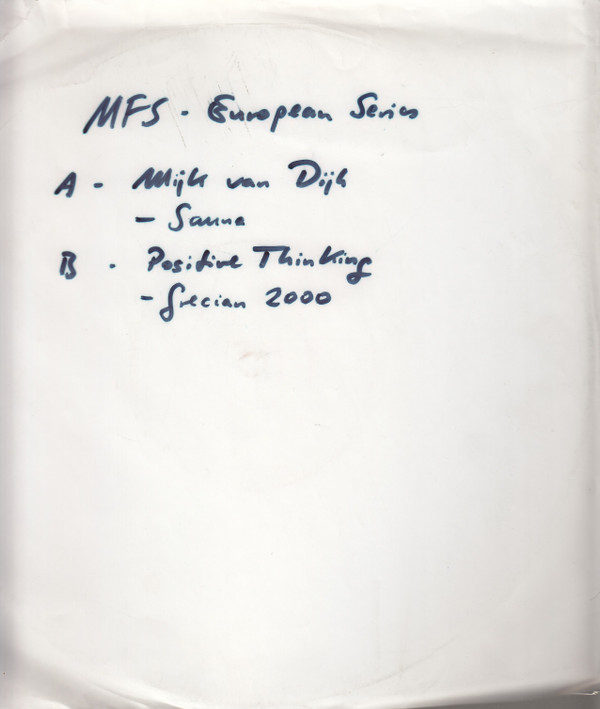 MFS - European Series
A - Mijk van Dijk
- Sauna
B - Positive Thinking
- Grecian 2000